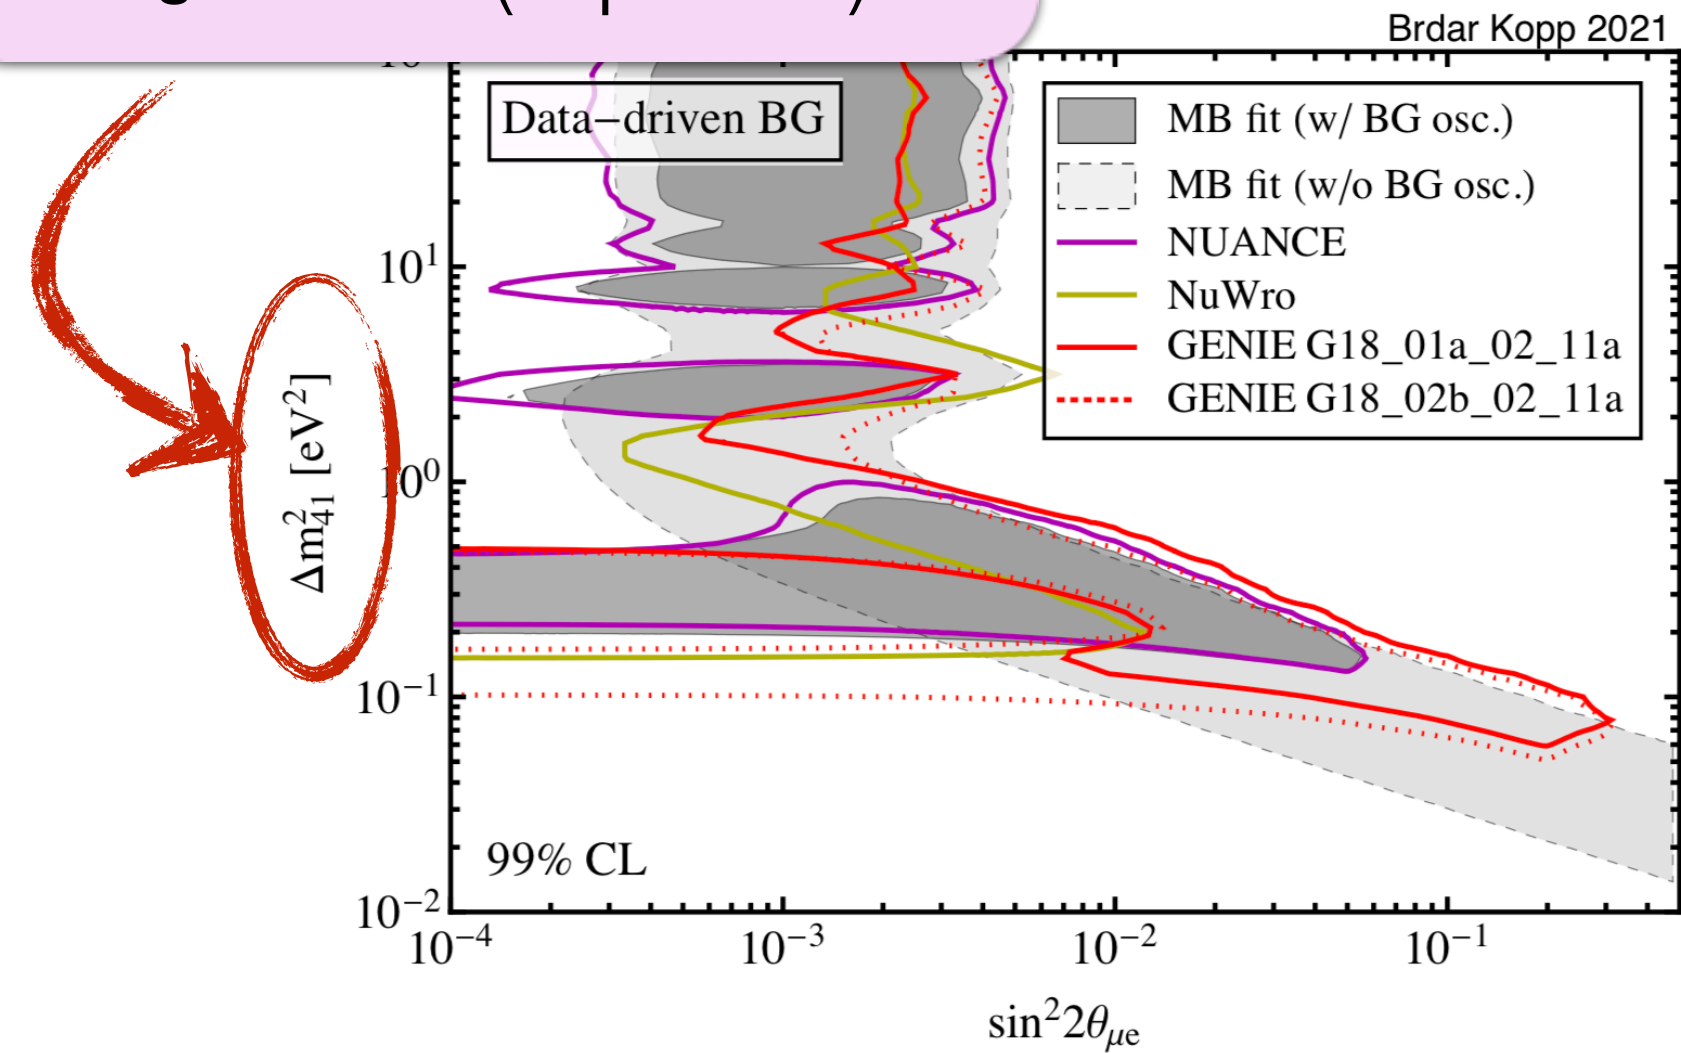 Brdar Kopp 2021
Data−driven BG
MB fit (w/ BG osc.)
MB fit (w/o BG osc.)
NUANCE
NuWro
GENIE G18_01a_02_11a
GENIE G18_02b_02_11a
10¹
10⁰
10⁻¹
10⁻²
Δm²₄₁ [eV²]
99% CL
10⁻⁴ 10⁻³ 10⁻² 10⁻¹
sin²2θμe